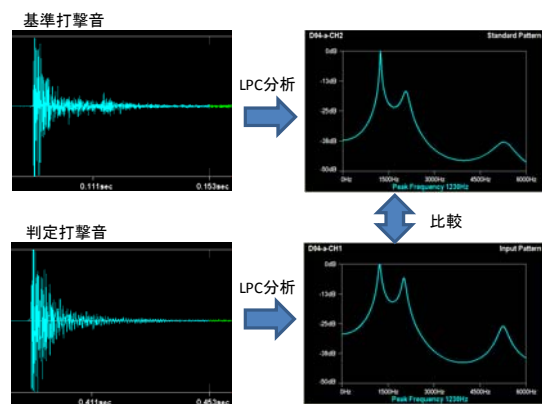 基準打撃音
0.111sec
0.153sec
LPC分析
D84-a-CH2 Standard Pattern
0dB
-13dB
-25dB
-38dB
-50dB
0Hz 1500Hz 3000Hz 4500Hz 6000Hz
Peak Frequency 1230Hz
比較
判定打撃音
0.411sec
0.453sec
LPC分析
D84-a-CH1 Input Pattern
0dB
-13dB
-25dB
-38dB
-50dB
0Hz 1500Hz 3000Hz 4500Hz 6000Hz
Peak Frequency 1230Hz